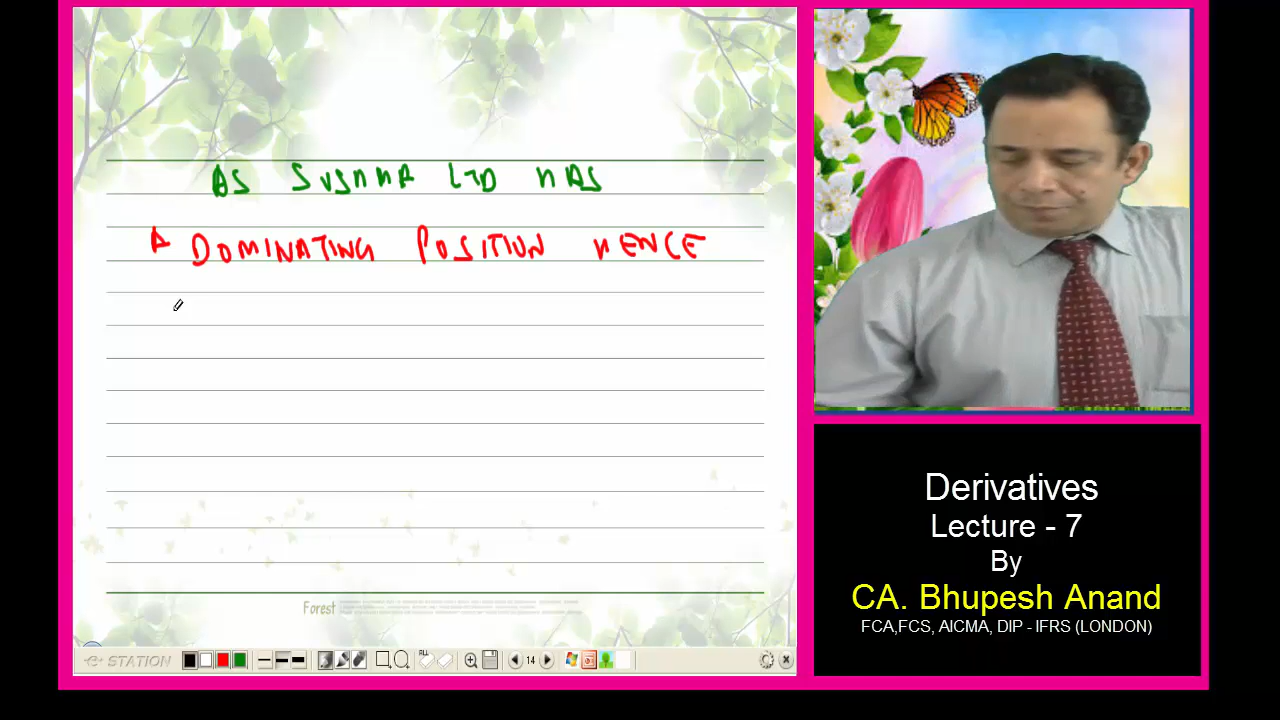 AS SUSHMA LTD HAS
A DOMINATING POSITION HENCE
Forest
e-STATION
ALL
14
Derivatives
Lecture - 7
By
CA. Bhupesh Anand
FCA,FCS, AICMA, DIP - IFRS (LONDON)